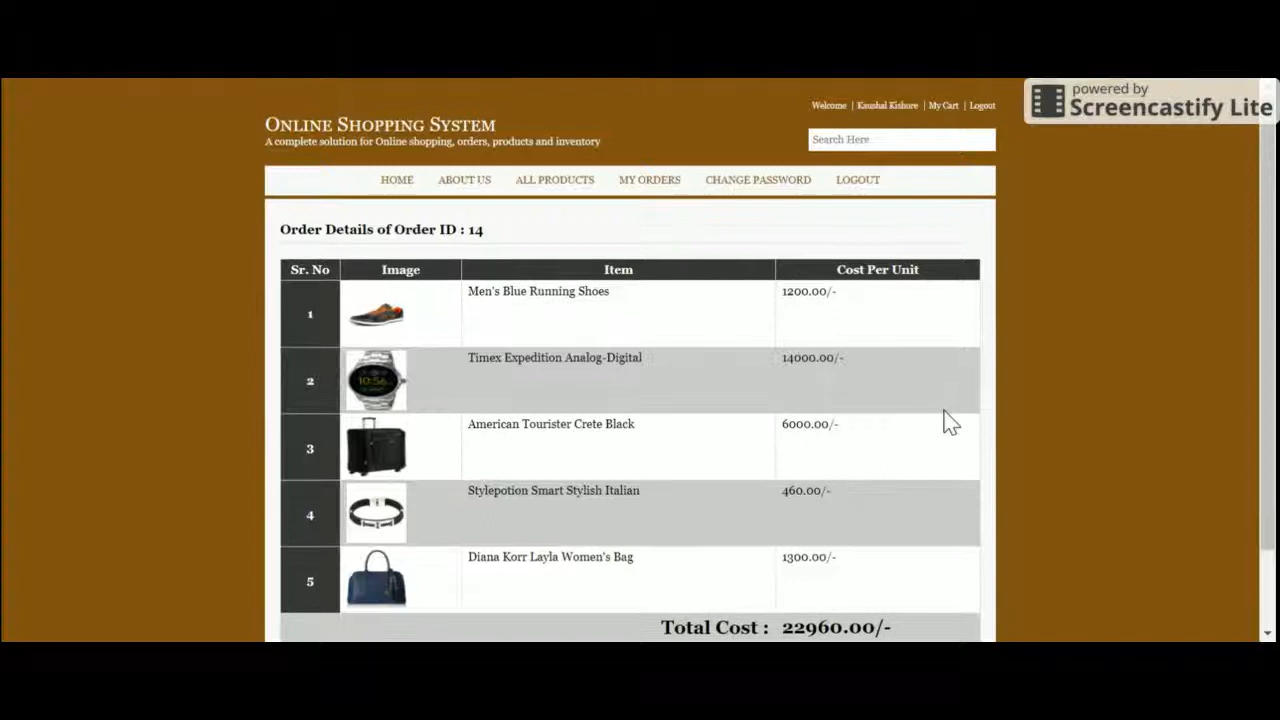 powered by
Screencastify Lite
Welcome | Kaushal Kishore | My Cart | Logout
Online Shopping System
A complete solution for Online shopping, orders, products and inventory
Search Here
HOME ABOUT US ALL PRODUCTS MY ORDERS CHANGE PASSWORD LOGOUT
Order Details of Order ID : 14
Sr. No Image Item Cost Per Unit
1 Men's Blue Running Shoes 1200.00/-
2 10:56 Timex Expedition Analog-Digital 14000.00/-
3 American Tourister Crete Black 6000.00/-
4 Stylepotion Smart Stylish Italian 460.00/-
5 Diana Korr Layla Women's Bag 1300.00/-
Total Cost : 22960.00/-